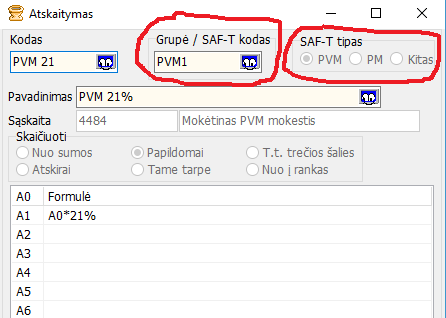 Atskaitymas
Kodas
PVM 21
Grupė / SAF-T kodas
PVM1
SAF-T tipas
PVM PM Kitas
Pavadinimas PVM 21%
Sąskaita 4484 Mokėtinas PVM mokestis
Skaičiuoti
Nuo sumos Papildomai T.t. trečios šalies
Atskirai Tame tarpe Nuo į rankas
A0 Formulė
A1 A0*21%
A2
A3
A4
A5
A6